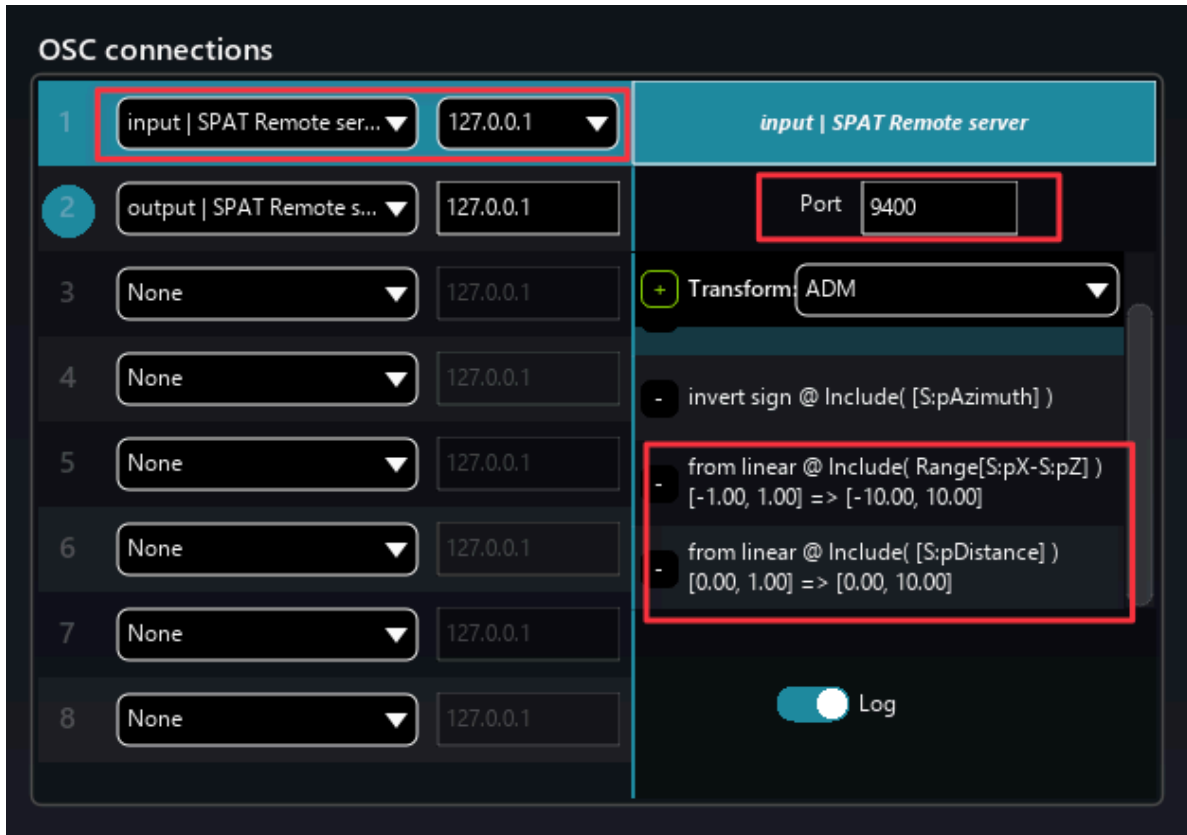 OSC connections
1 input | SPAT Remote ser... 127.0.0.1
input | SPAT Remote server
2 output | SPAT Remote s... 127.0.0.1
Port 9400
3 None 127.0.0.1
+ Transform: ADM
4 None 127.0.0.1
- invert sign @ Include( [S:pAzimuth] )
5 None 127.0.0.1
- from linear @ Include( Range[S:pX-S:pZ] )
[-1.00, 1.00] => [-10.00, 10.00]
6 None 127.0.0.1
- from linear @ Include( [S:pDistance] )
[0.00, 1.00] => [0.00, 10.00]
7 None 127.0.0.1
8 None 127.0.0.1
Log